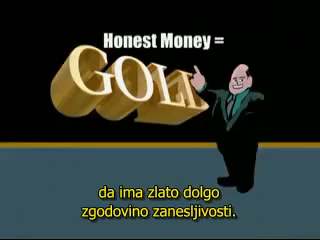 Honest Money =
GOLD
da ima zlato dolgo
zgodovino zanesljivosti.